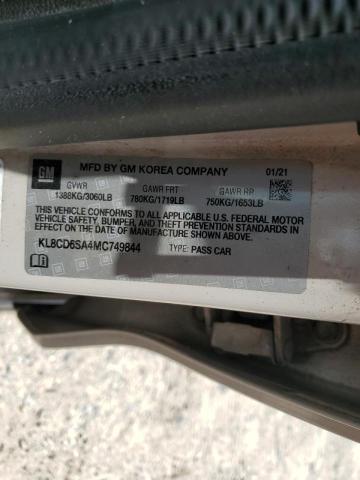 GM
MFD BY GM KOREA COMPANY 01/21
GVWR GAWR FRT GAWR RR
1388KG/3060LB 780KG/1719LB 750KG/1653LB
THIS VEHICLE CONFORMS TO ALL APPLICABLE U.S. FEDERAL MOTOR
VEHICLE SAFETY, BUMPER, AND THEFT PREVENTION STANDARDS IN
EFFECT ON THE DATE OF MANUFACTURE SHOWN ABOVE.
KL8CD6SA4MC749844 TYPE: PASS CAR